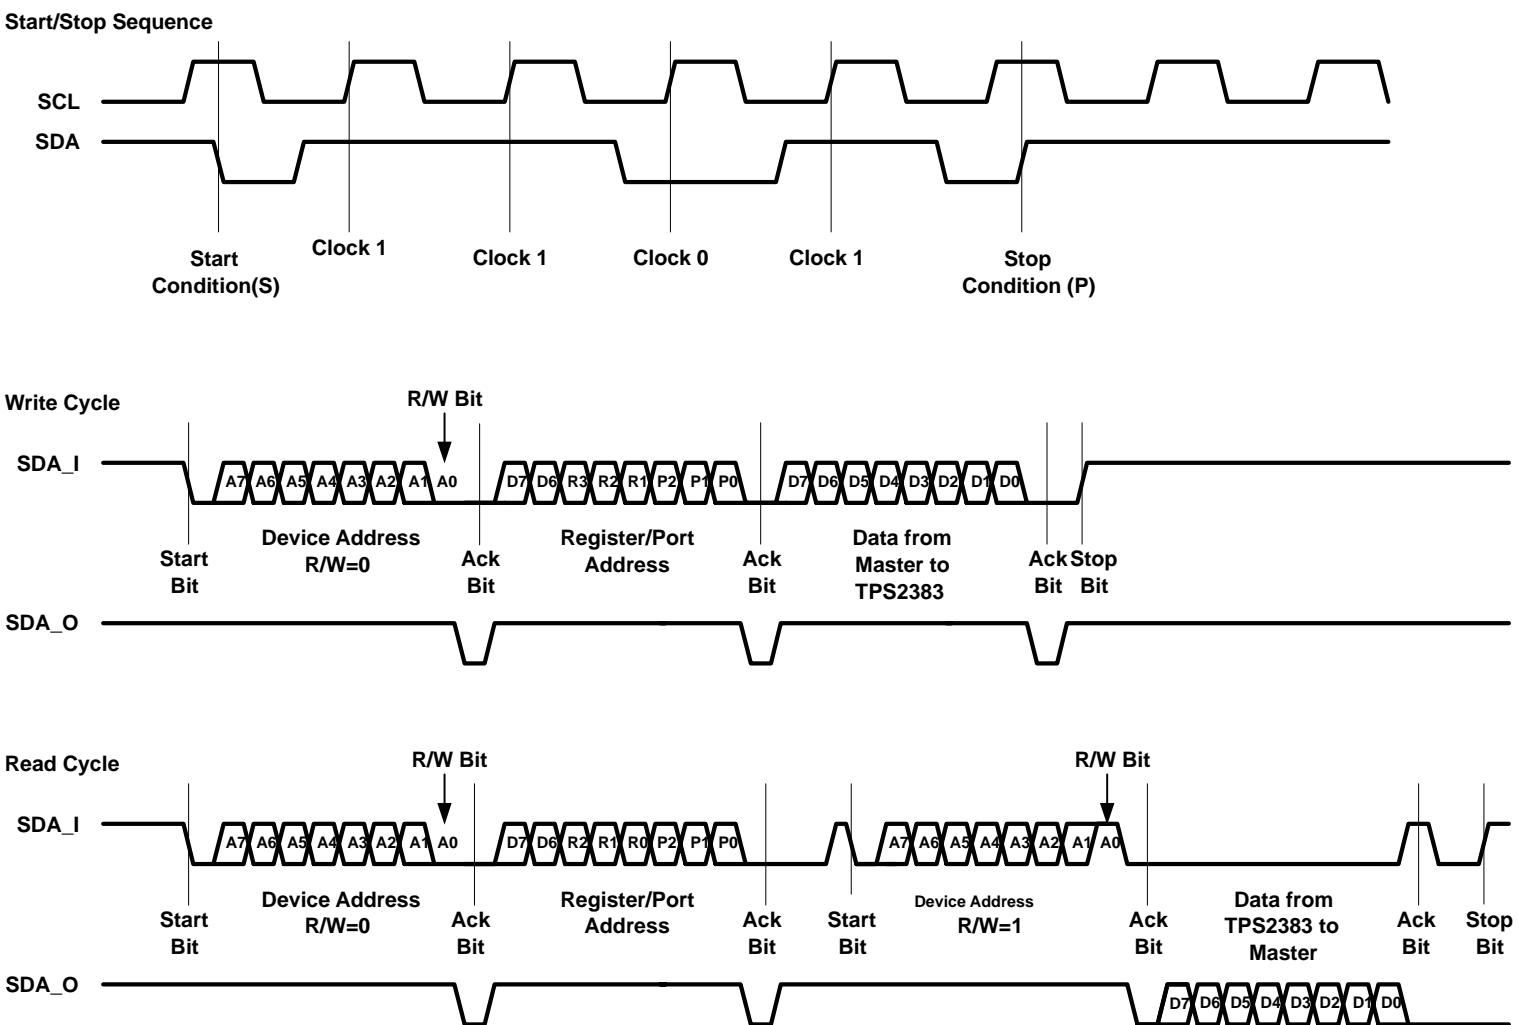 Start/Stop Sequence
SCL
SDA
Start
Condition(S)
Clock 1
Clock 1
Clock 0
Clock 1
Stop
Condition (P)
Write Cycle
R/W Bit
SDA_I
A7 A6 A5 A4 A3 A2 A1 A0
D7 D6 R3 R2 R1 P2 P1 P0
D7 D6 D5 D4 D3 D2 D1 D0
Start
Bit
Device Address
R/W=0
Ack
Bit
Register/Port
Address
Ack
Bit
Data from
Master to
TPS2383
Ack
Bit
Stop
Bit
SDA_O
Read Cycle
R/W Bit
R/W Bit
SDA_I
A7 A6 A5 A4 A3 A2 A1 A0
D7 D6 R2 R1 R0 P2 P1 P0
A7 A6 A5 A4 A3 A2 A1 A0
Start
Bit
Device Address
R/W=0
Ack
Bit
Register/Port
Address
Ack
Bit
Start
Bit
Device Address
R/W=1
Ack
Bit
Data from
TPS2383 to
Master
Ack
Bit
Stop
Bit
SDA_O
D7 D6 D5 D4 D3 D2 D1 D0